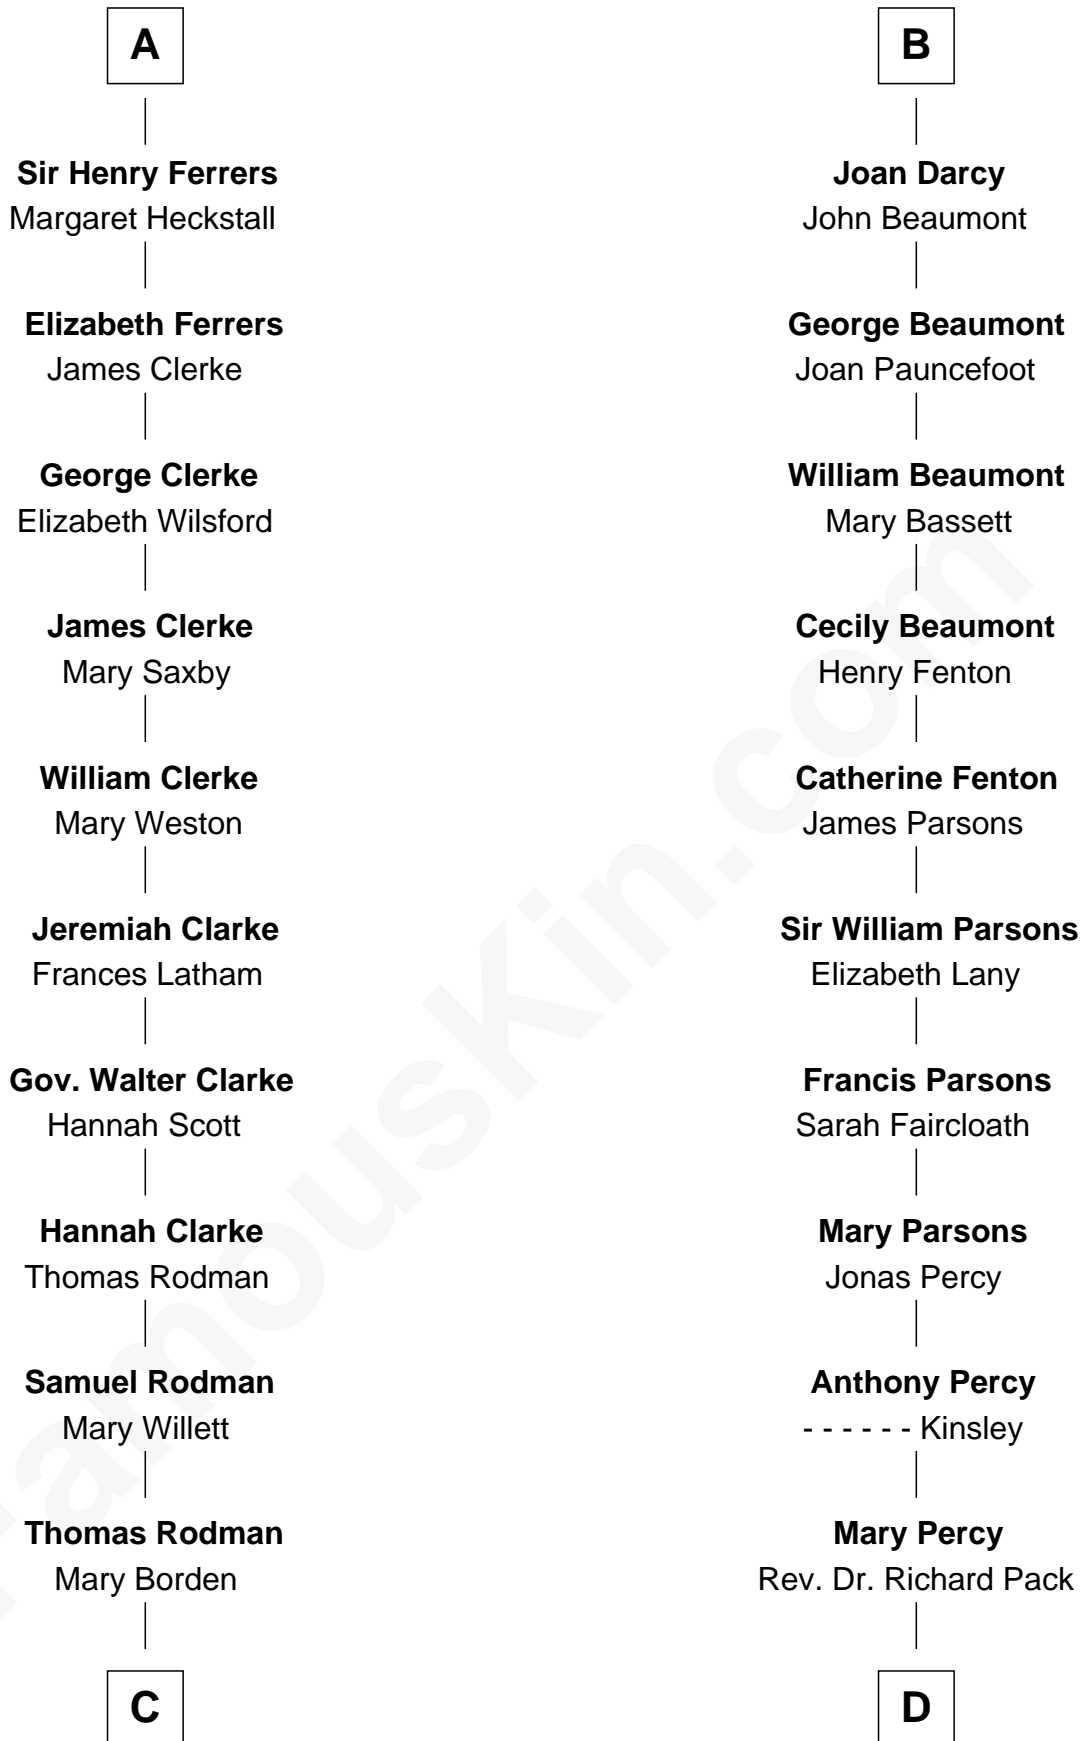 A
Sir Henry Ferrers
Margaret Heckstall
Elizabeth Ferrers
James Clerke
George Clerke
Elizabeth Wilsford
James Clerke
Mary Saxby
William Clerke
Mary Weston
Jeremiah Clarke
Frances Latham
Gov. Walter Clarke
Hannah Scott
Hannah Clarke
Thomas Rodman
Samuel Rodman
Mary Willett
Thomas Rodman
Mary Borden
C
B
Joan Darcy
John Beaumont
George Beaumont
Joan Pauncefoot
William Beaumont
Mary Bassett
Cecily Beaumont
Henry Fenton
Catherine Fenton
James Parsons
Sir William Parsons
Elizabeth Lany
Francis Parsons
Sarah Faircloath
Mary Parsons
Jonas Percy
Anthony Percy
- - - - - - Kinsley
Mary Percy
Rev. Dr. Richard Pack
D
FamousKin.com